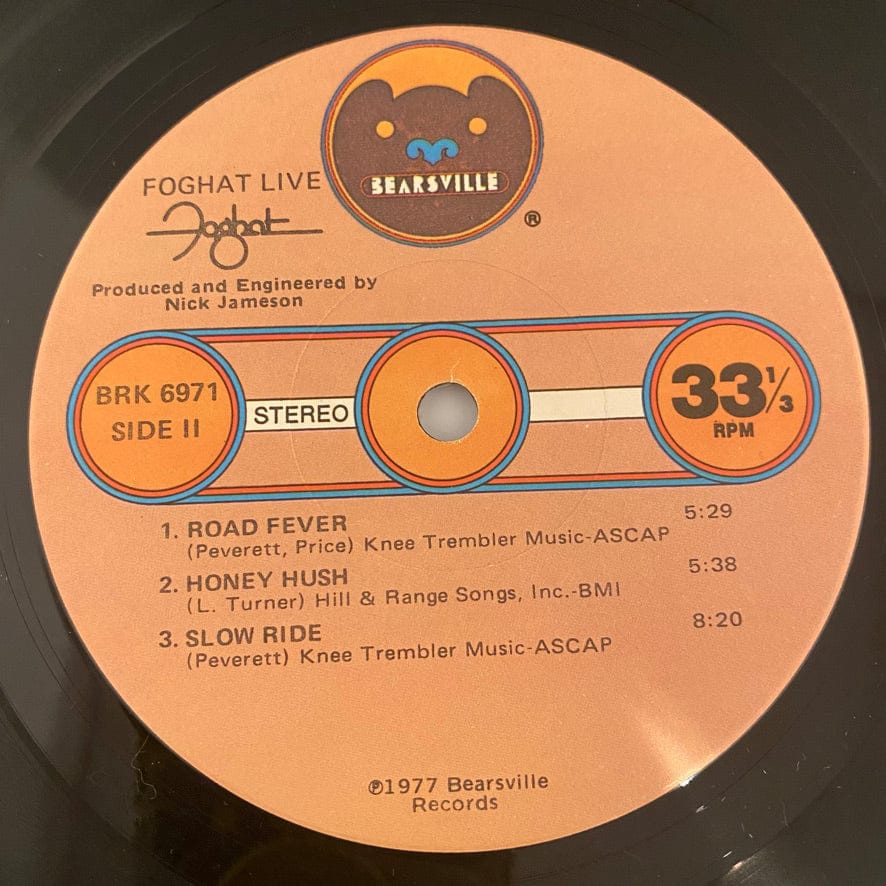 BEARSVILLE
®
FOGHAT LIVE
Foghat
Produced and Engineered by
Nick Jameson
BRK 6971
SIDE II
STEREO
33 1/3
RPM
1. ROAD FEVER 5:29
(Peverett, Price) Knee Trembler Music-ASCAP
2. HONEY HUSH 5:38
(L. Turner) Hill & Range Songs, Inc.-BMI
3. SLOW RIDE 8:20
(Peverett) Knee Trembler Music-ASCAP
℗1977 Bearsville
Records